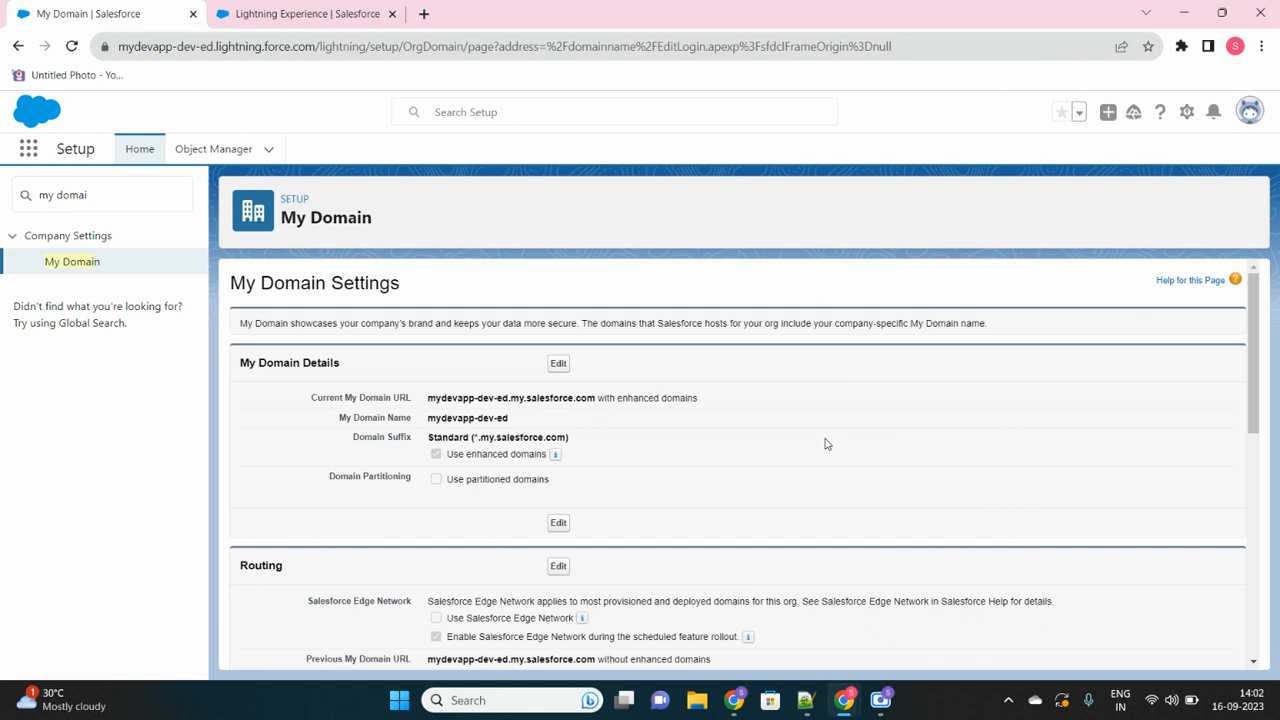 My Domain | Salesforce
Lightning Experience | Salesforce
mydevapp-dev-ed.lightning.force.com/lightning/setup/OrgDomain/page?address=%2Fdomainname%2FEditLogin.apexp%3FsfdcIFrameOrigin%3Dnull
S
Untitled Photo - Yo...
Search Setup
Setup
Home
Object Manager
my domai
Company Settings
My Domain
Didn't find what you're looking for?
Try using Global Search.
SETUP
My Domain
My Domain Settings
Help for this Page
My Domain showcases your company's brand and keeps your data more secure. The domains that Salesforce hosts for your org include your company-specific My Domain name.
My Domain Details
Edit
Current My Domain URL mydevapp-dev-ed.my.salesforce.com with enhanced domains
My Domain Name mydevapp-dev-ed
Domain Suffix Standard (*.my.salesforce.com)
Use enhanced domains
Domain Partitioning Use partitioned domains
Edit
Routing
Edit
Salesforce Edge Network Salesforce Edge Network applies to most provisioned and deployed domains for this org. See Salesforce Edge Network in Salesforce Help for details.
Use Salesforce Edge Network
Enable Salesforce Edge Network during the scheduled feature rollout.
Previous My Domain URL mydevapp-dev-ed.my.salesforce.com without enhanced domains
1
30°C
Mostly cloudy
Search
ENG
IN
14:02
16-09-2023